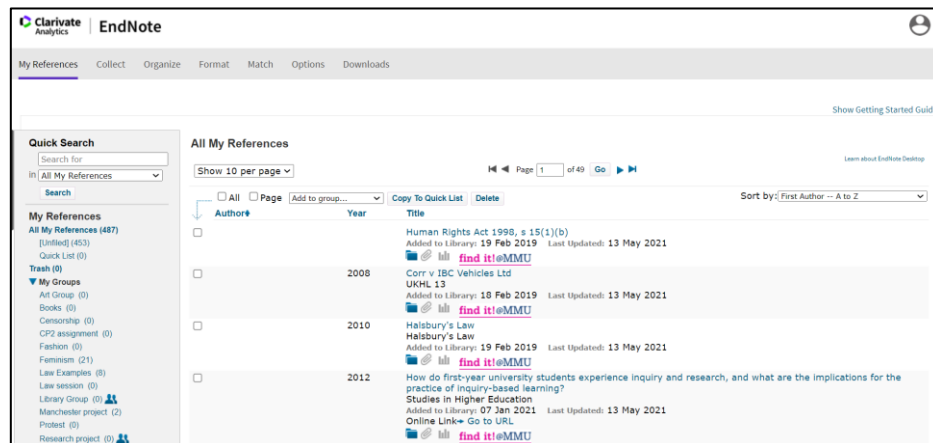 Clarivate
Analytics
EndNote
My References Collect Organize Format Match Options Downloads
Show Getting Started Guid
Quick Search
Search for
in All My References
Search
My References
All My References (487)
[Unfiled] (453)
Quick List (0)
Trash (0)
My Groups
Art Group (0)
Books (0)
Censorship (0)
CP2 assignment (0)
Fashion (0)
Feminism (21)
Law Examples (8)
Law session (0)
Library Group (0)
Manchester project (2)
Protest (0)
Research project (0)
All My References
Show 10 per page
Page 1 of 49 Go
Learn about EndNote Desktop
All Page Add to group... Copy To Quick List Delete
Sort by: First Author -- A to Z
Author Year Title
Human Rights Act 1998, s 15(1)(b)
Added to Library: 19 Feb 2019 Last Updated: 13 May 2021
find it!@MMU
2008 Corr v IBC Vehicles Ltd
UKHL 13
Added to Library: 18 Feb 2019 Last Updated: 13 May 2021
find it!@MMU
2010 Halsbury's Law
Halsbury's Law
Added to Library: 19 Feb 2019 Last Updated: 13 May 2021
find it!@MMU
2012 How do first-year university students experience inquiry and research, and what are the implications for the
practice of inquiry-based learning?
Studies in Higher Education
Added to Library: 07 Jan 2021 Last Updated: 13 May 2021
Online Link→ Go to URL
find it!@MMU